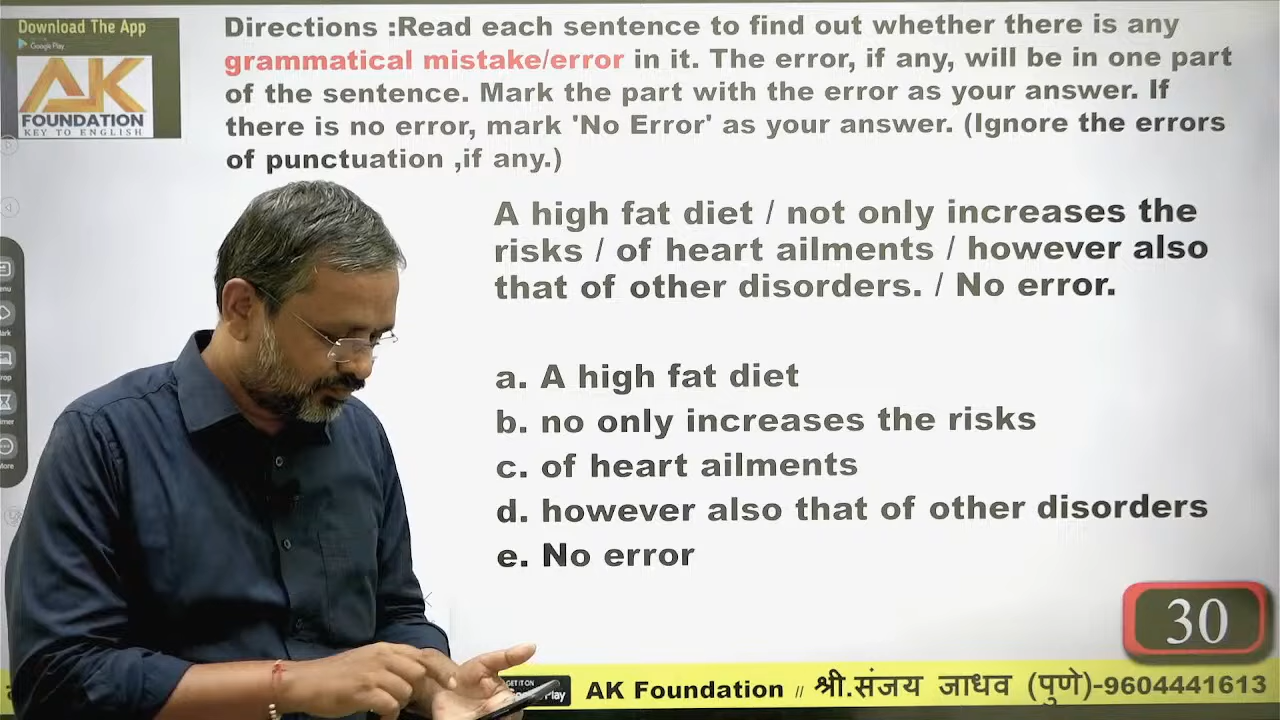 Download The App
Google Play
AK
FOUNDATION
KEY TO ENGLISH
Directions :Read each sentence to find out whether there is any
grammatical mistake/error in it. The error, if any, will be in one part
of the sentence. Mark the part with the error as your answer. If
there is no error, mark 'No Error' as your answer. (Ignore the errors
of punctuation ,if any.)
A high fat diet / not only increases the
risks / of heart ailments / however also
that of other disorders. / No error.
a. A high fat diet
b. no only increases the risks
c. of heart ailments
d. however also that of other disorders
e. No error
30
More
GET IT ON
AK Foundation // श्री.संजय जाधव (पुणे)-9604441613